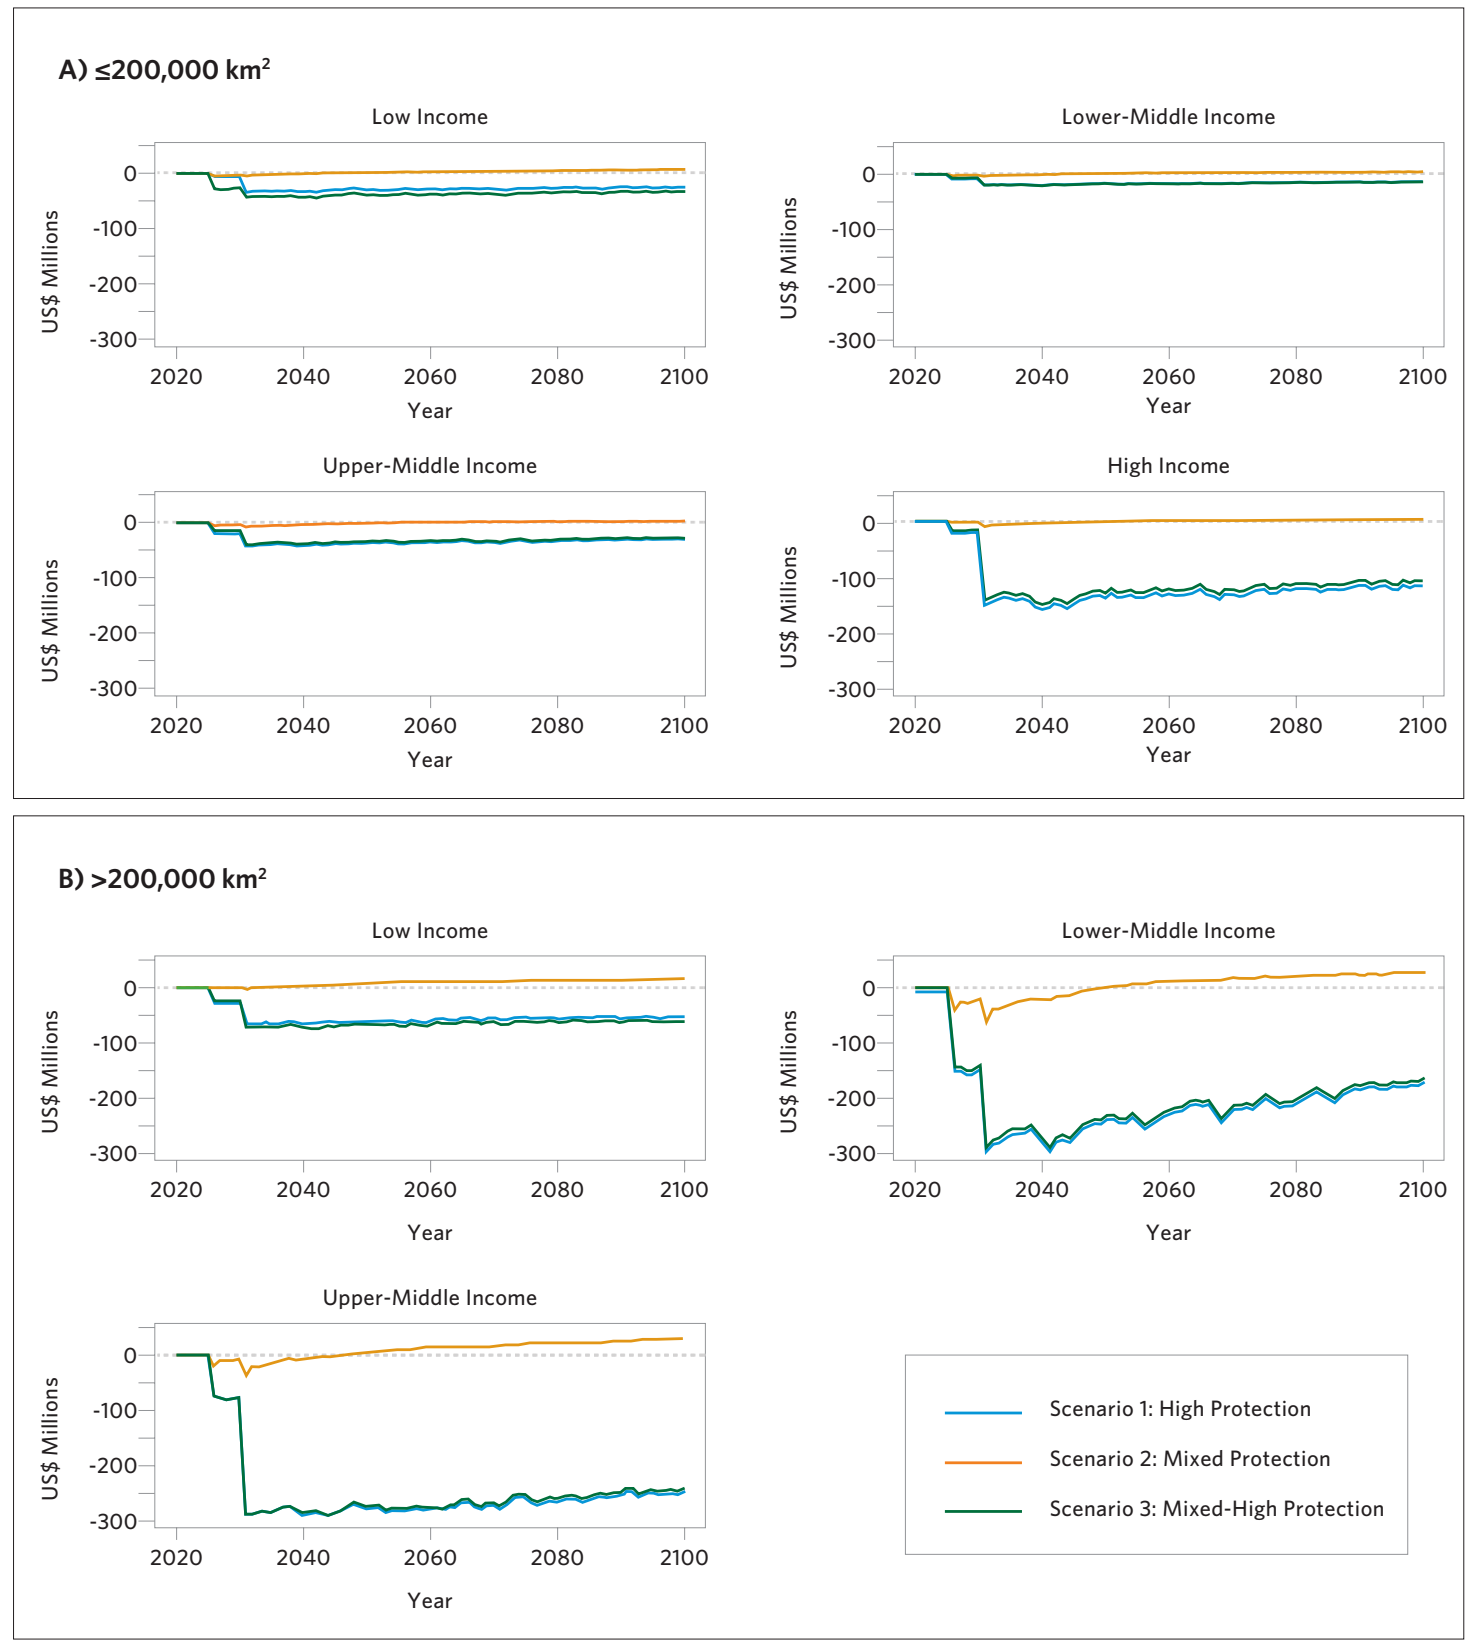 A) ≤200,000 km²
Low Income
US$ Millions
0
-100
-200
-300
2020 2040 2060 2080 2100
Year
Lower-Middle Income
US$ Millions
0
-100
-200
-300
2020 2040 2060 2080 2100
Year
Upper-Middle Income
US$ Millions
0
-100
-200
-300
2020 2040 2060 2080 2100
Year
High Income
US$ Millions
0
-100
-200
-300
2020 2040 2060 2080 2100
Year
B) >200,000 km²
Low Income
US$ Millions
0
-100
-200
-300
2020 2040 2060 2080 2100
Year
Lower-Middle Income
US$ Millions
0
-100
-200
-300
2020 2040 2060 2080 2100
Year
Upper-Middle Income
US$ Millions
0
-100
-200
-300
2020 2040 2060 2080 2100
Year
Scenario 1: High Protection
Scenario 2: Mixed Protection
Scenario 3: Mixed-High Protection